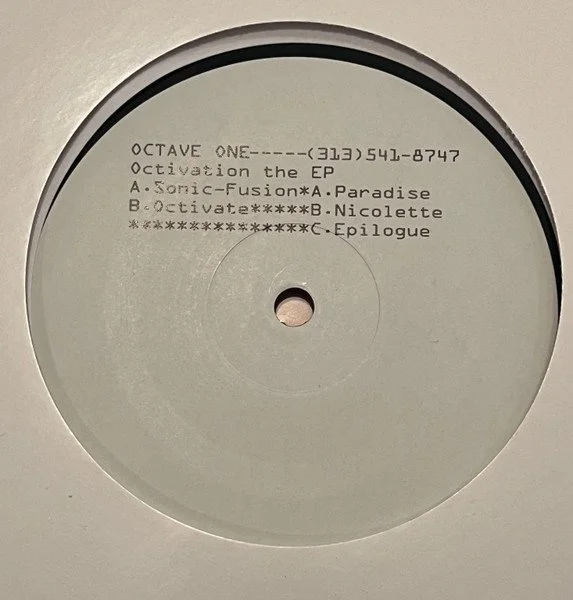 OCTAVE ONE-----(313)541-8747
Octivation the EP
A.Sonic-Fusion*A.Paradise
B.Octivate*****B.Nicolette
***************C.Epilogue